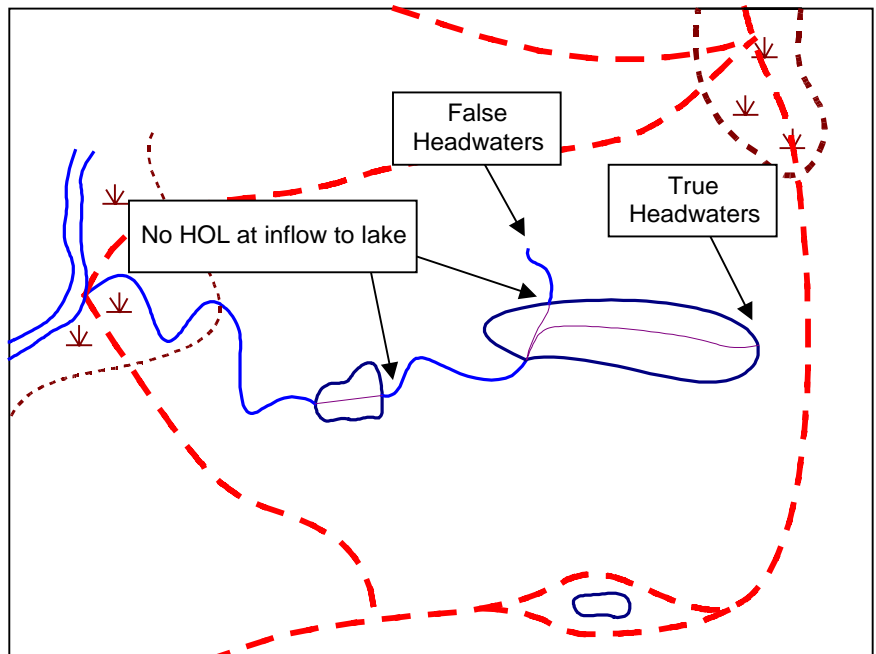 False
Headwaters
True
Headwaters
No HOL at inflow to lake